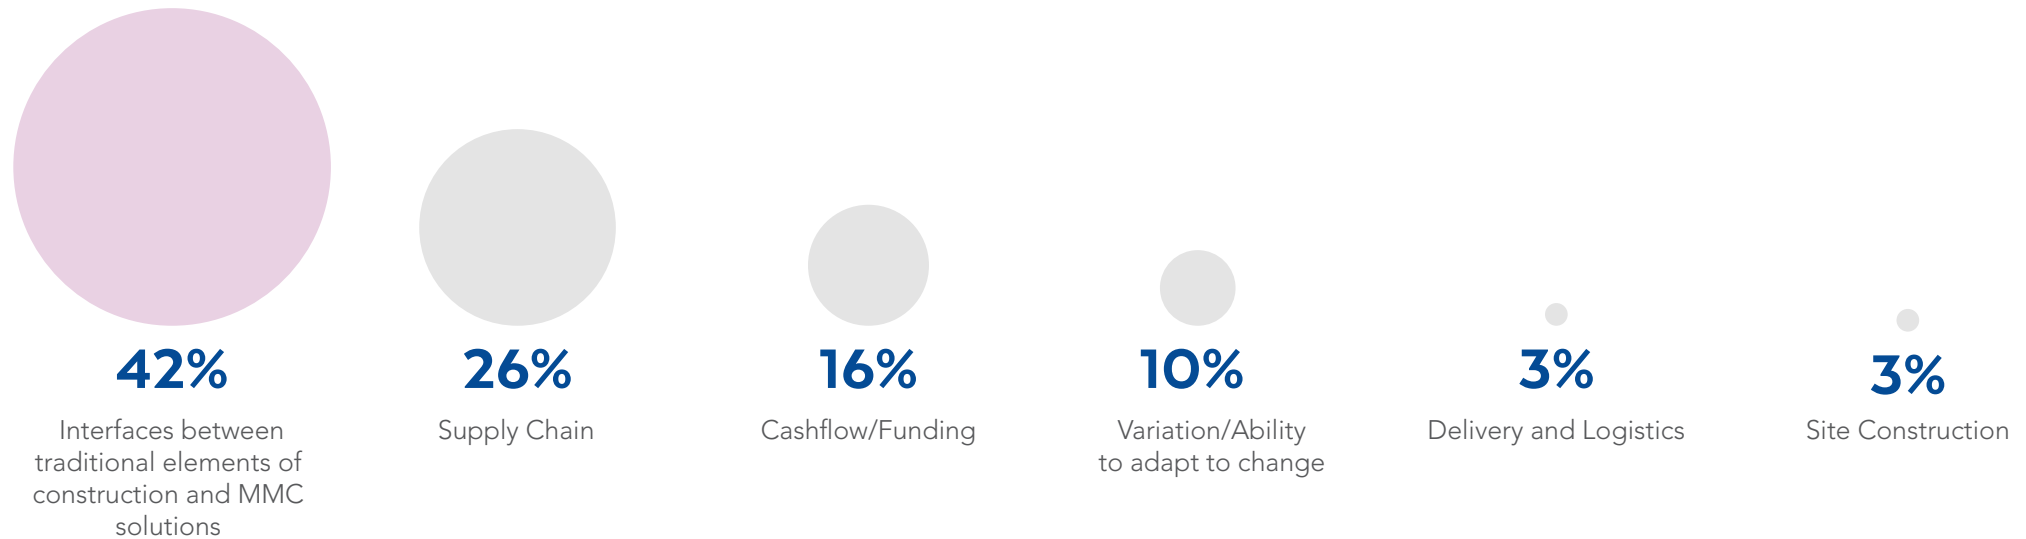 42%
Interfaces between
traditional elements of
construction and MMC
solutions
26%
Supply Chain
16%
Cashflow/Funding
10%
Variation/Ability
to adapt to change
3%
Delivery and Logistics
3%
Site Construction